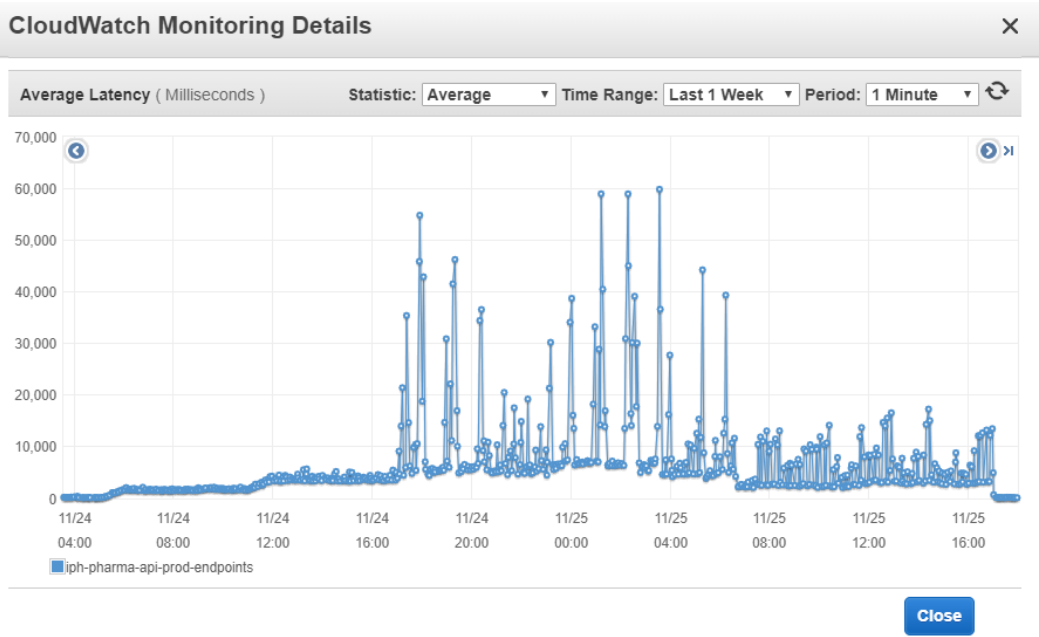 CloudWatch Monitoring Details
Average Latency ( Milliseconds ) Statistic: Average Time Range: Last 1 Week Period: 1 Minute
70,000
60,000
50,000
40,000
30,000
20,000
10,000
0
11/24 11/24 11/24 11/24 11/24 11/25 11/25 11/25 11/25 11/25
04:00 08:00 12:00 16:00 20:00 00:00 04:00 08:00 12:00 16:00
iph-pharma-api-prod-endpoints
Close